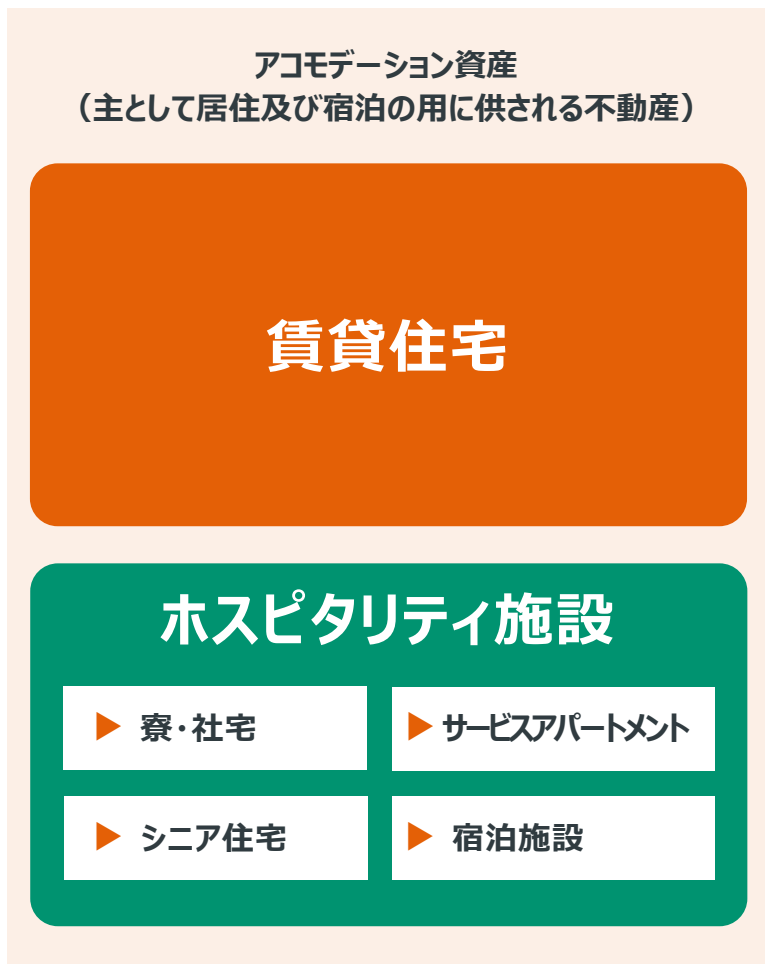 アコモデーション資産
（主として居住及び宿泊の用に供される不動産）
賃貸住宅
ホスピタリティ施設
▶ 寮・社宅
▶ サービスアパートメント
▶ シニア住宅
▶ 宿泊施設